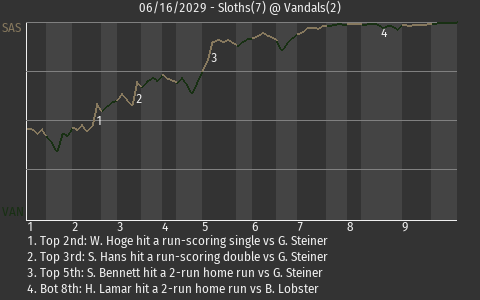 06/16/2029 - Sloths(7) @ Vandals(2)
SAS
4
3
2
1
VAN
1 2 3 4 5 6 7 8 9
1. Top 2nd: W. Hoge hit a run-scoring single vs G. Steiner
2. Top 3rd: S. Hans hit a run-scoring double vs G. Steiner
3. Top 5th: S. Bennett hit a 2-run home run vs G. Steiner
4. Bot 8th: H. Lamar hit a 2-run home run vs B. Lobster